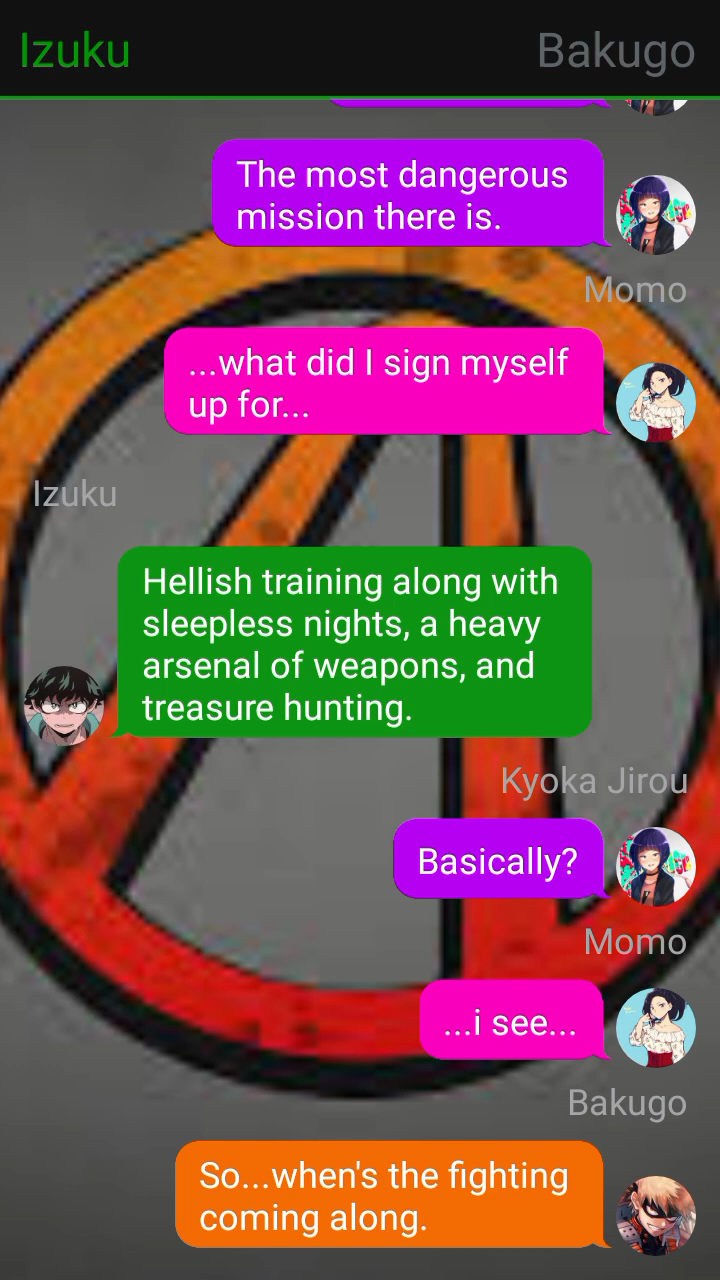 Izuku Bakugo
The most dangerous
mission there is.
Momo
...what did I sign myself
up for...
Izuku
Hellish training along with
sleepless nights, a heavy
arsenal of weapons, and
treasure hunting.
Kyoka Jirou
Basically?
Momo
...i see...
Bakugo
So...when's the fighting
coming along.